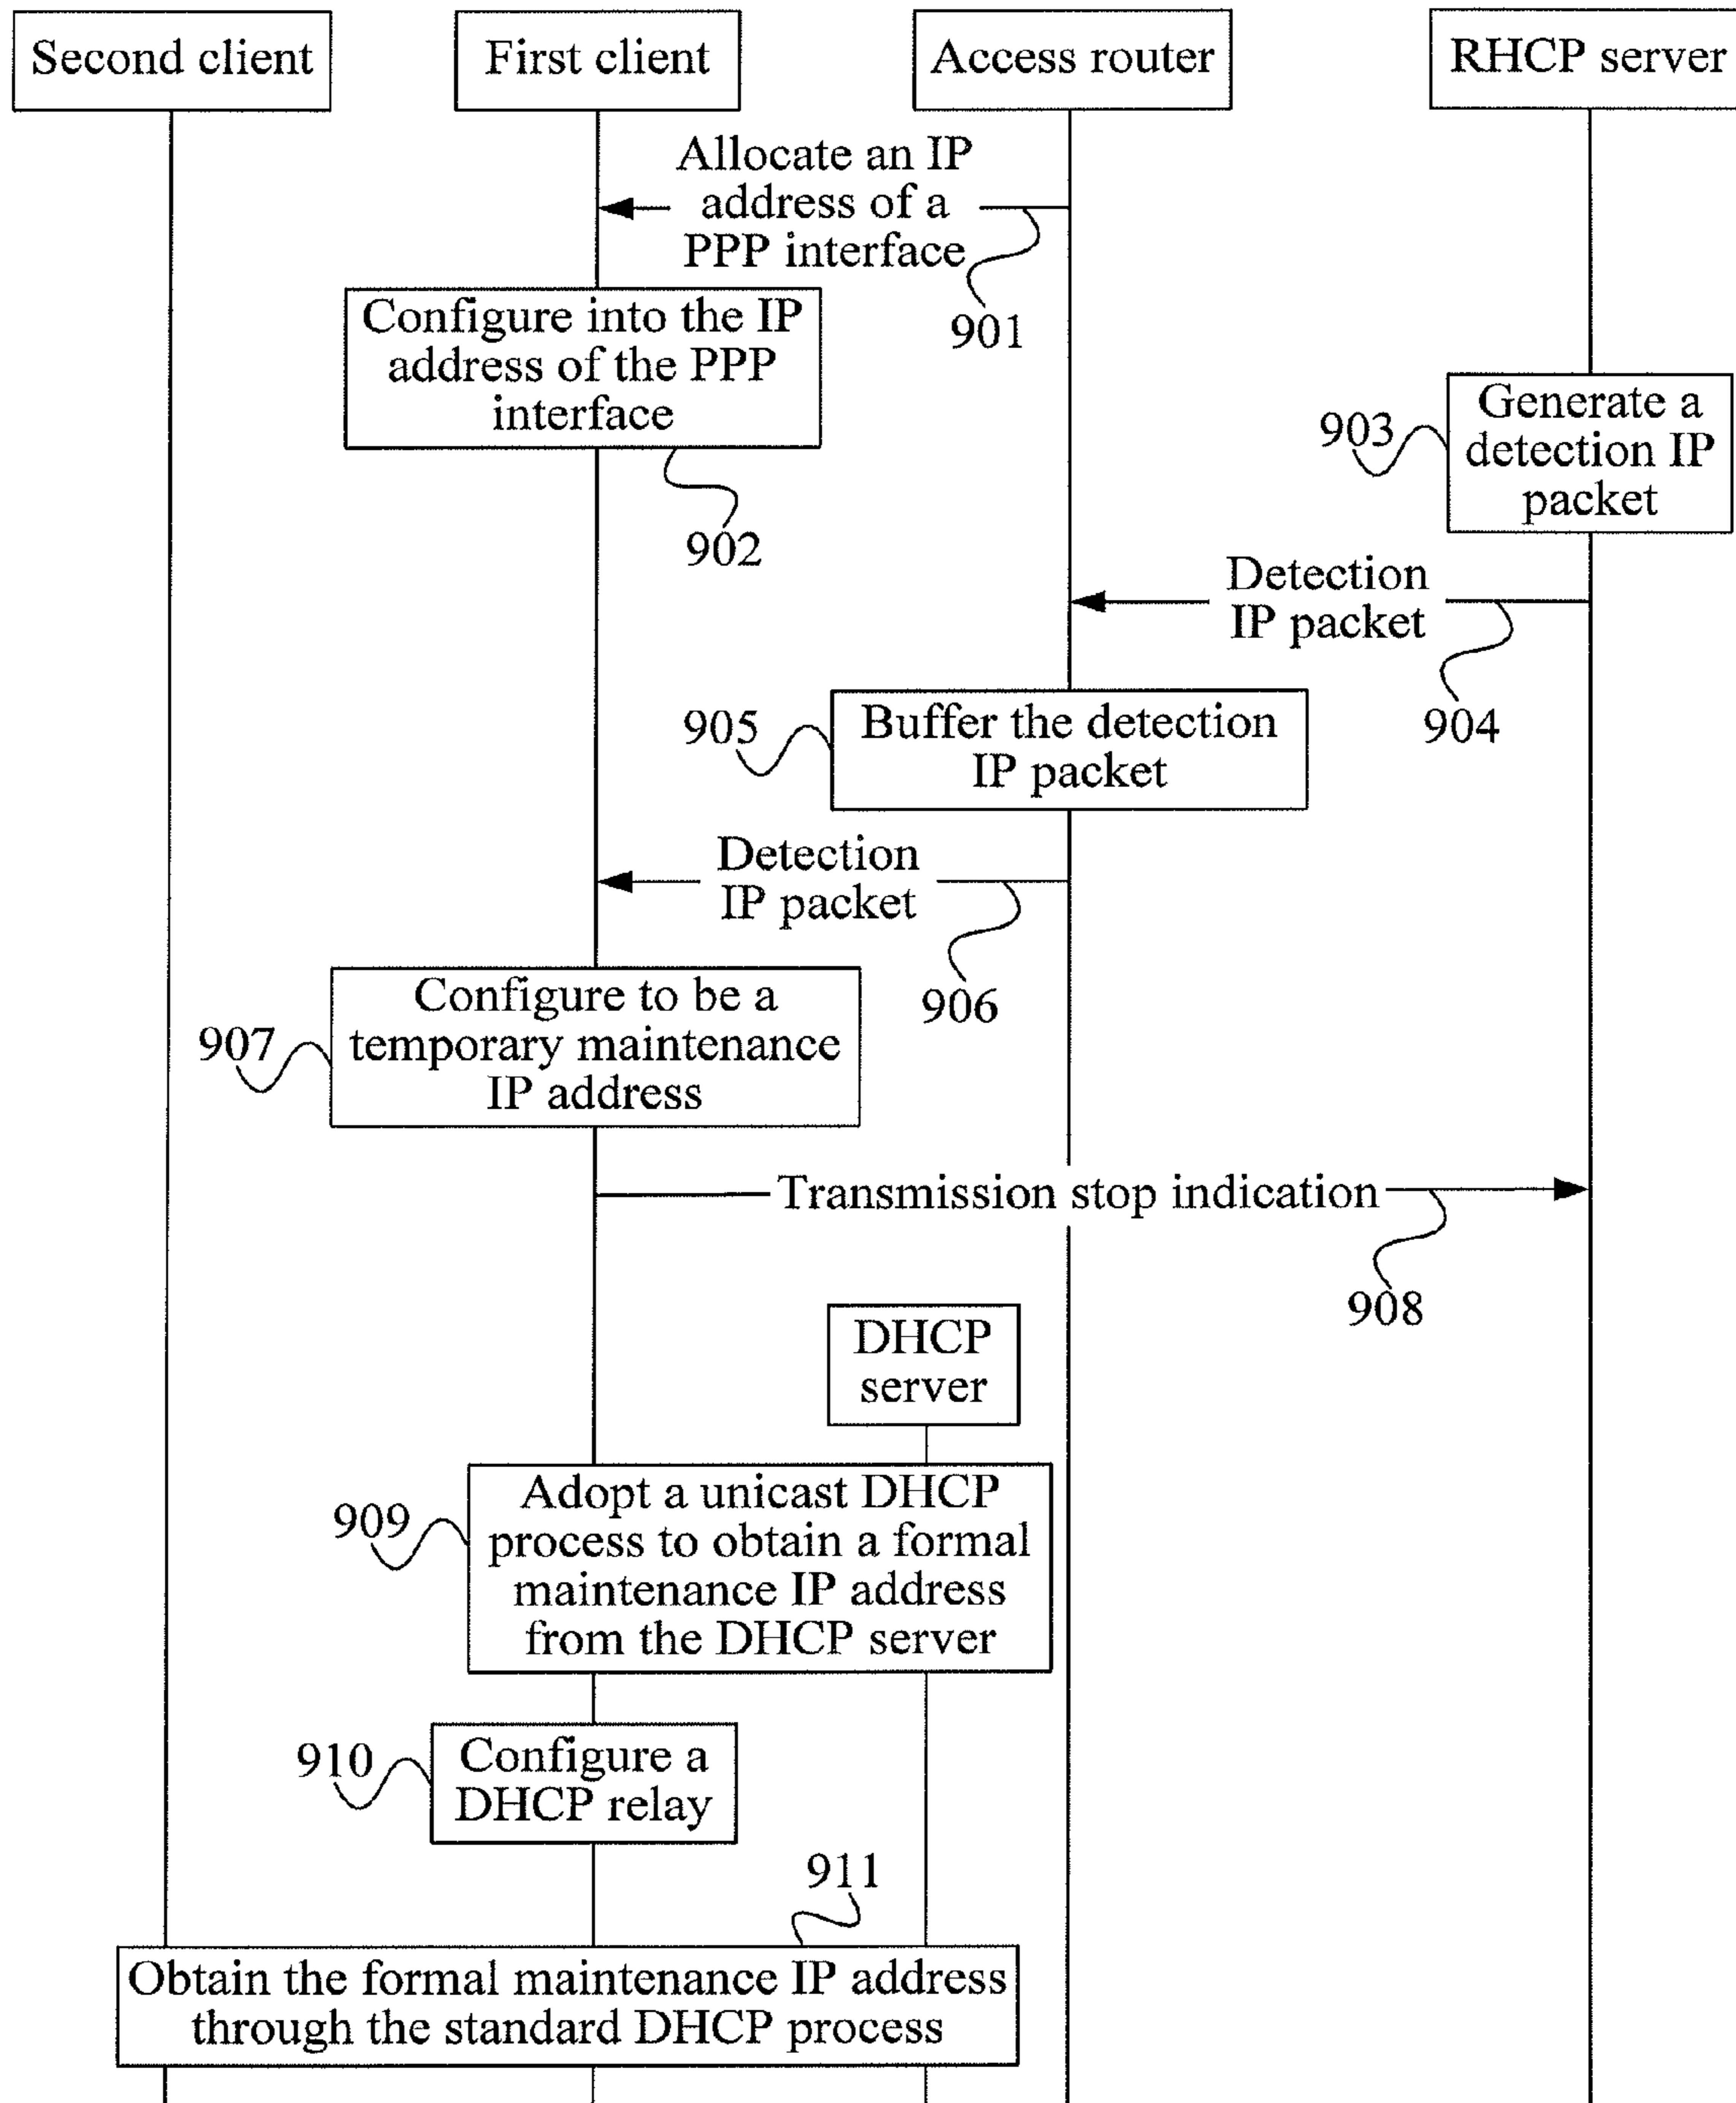 Second client
First client
Access router
RHCP server
Allocate an IP
address of a
PPP interface
901
Configure into the IP
address of the PPP
interface
902
Generate a
detection IP
packet
903
Detection
IP packet
904
Buffer the detection
IP packet
905
Detection
IP packet
906
Configure to be a
temporary maintenance
IP address
907
Transmission stop indication
908
DHCP
server
Adopt a unicast DHCP
process to obtain a formal
maintenance IP address
from the DHCP server
909
Configure a
DHCP relay
910
911
Obtain the formal maintenance IP address
through the standard DHCP process